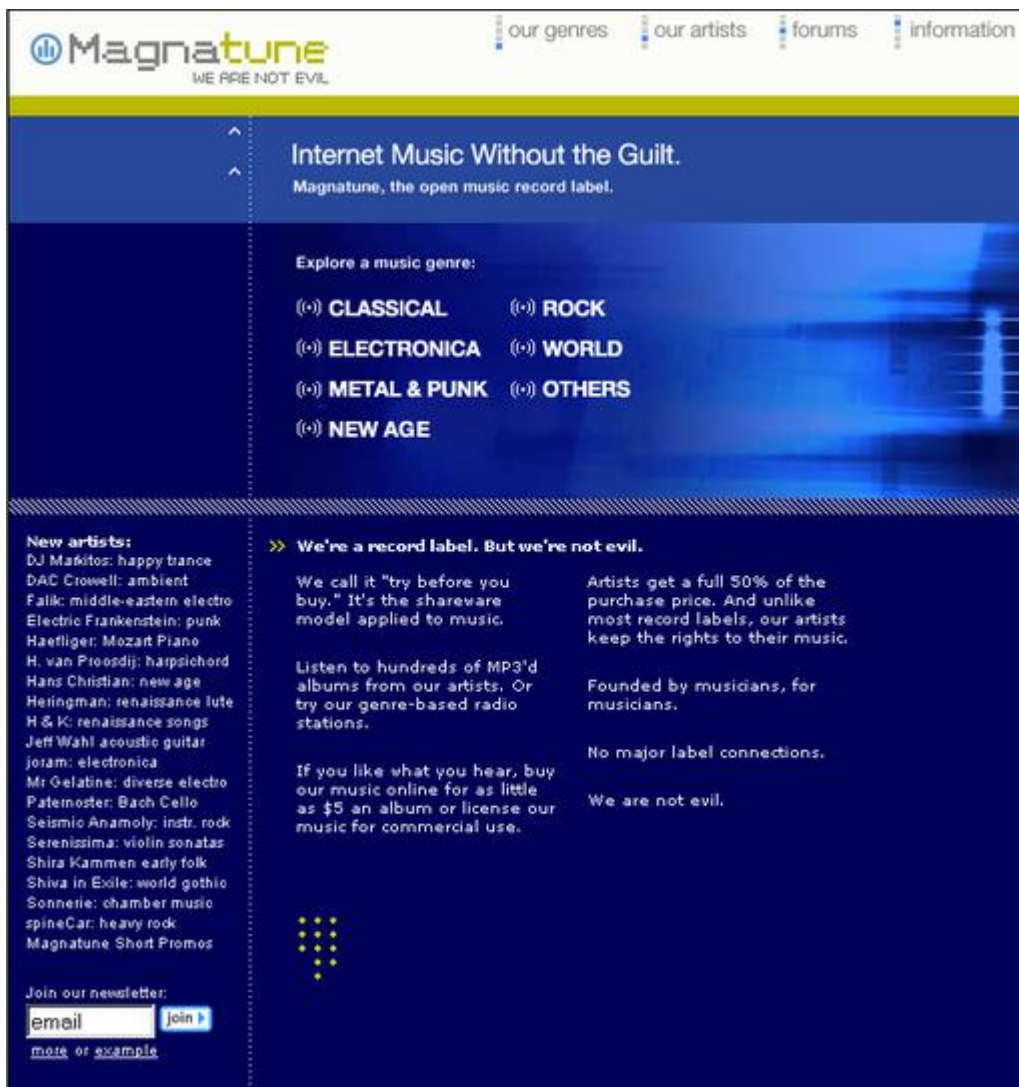 Magnatune
WE ARE NOT EVIL
our genres
our artists
forums
information
Internet Music Without the Guilt.
Magnatune, the open music record label.
Explore a music genre:
CLASSICAL
ROCK
ELECTRONICA
WORLD
METAL & PUNK
OTHERS
NEW AGE
New artists:
DJ Markitos: happy trance
DAC Crowell: ambient
Falik: middle-eastern electro
Electric Frankenstein: punk
Haefliger: Mozart Piano
H. van Proosdij: harpsichord
Hans Christian: new age
Heringman: renaissance lute
H & K: renaissance songs
Jeff Wahl acoustic guitar
joram: electronica
Mr Gelatine: diverse electro
Paternoster: Bach Cello
Seismic Anamoly: instr. rock
Serenissima: violin sonatas
Shira Kammen early folk
Shiva in Exile: world gothic
Sonnerie: chamber music
spineCar: heavy rock
Magnatune Short Promos
Join our newsletter:
email
join
more or example
>> We're a record label. But we're not evil.
We call it "try before you
buy." It's the shareware
model applied to music.
Listen to hundreds of MP3'd
albums from our artists. Or
try our genre-based radio
stations.
If you like what you hear, buy
our music online for as little
as $5 an album or license our
music for commercial use.
Artists get a full 50% of the
purchase price. And unlike
most record labels, our artists
keep the rights to their music.
Founded by musicians, for
musicians.
No major label connections.
We are not evil.